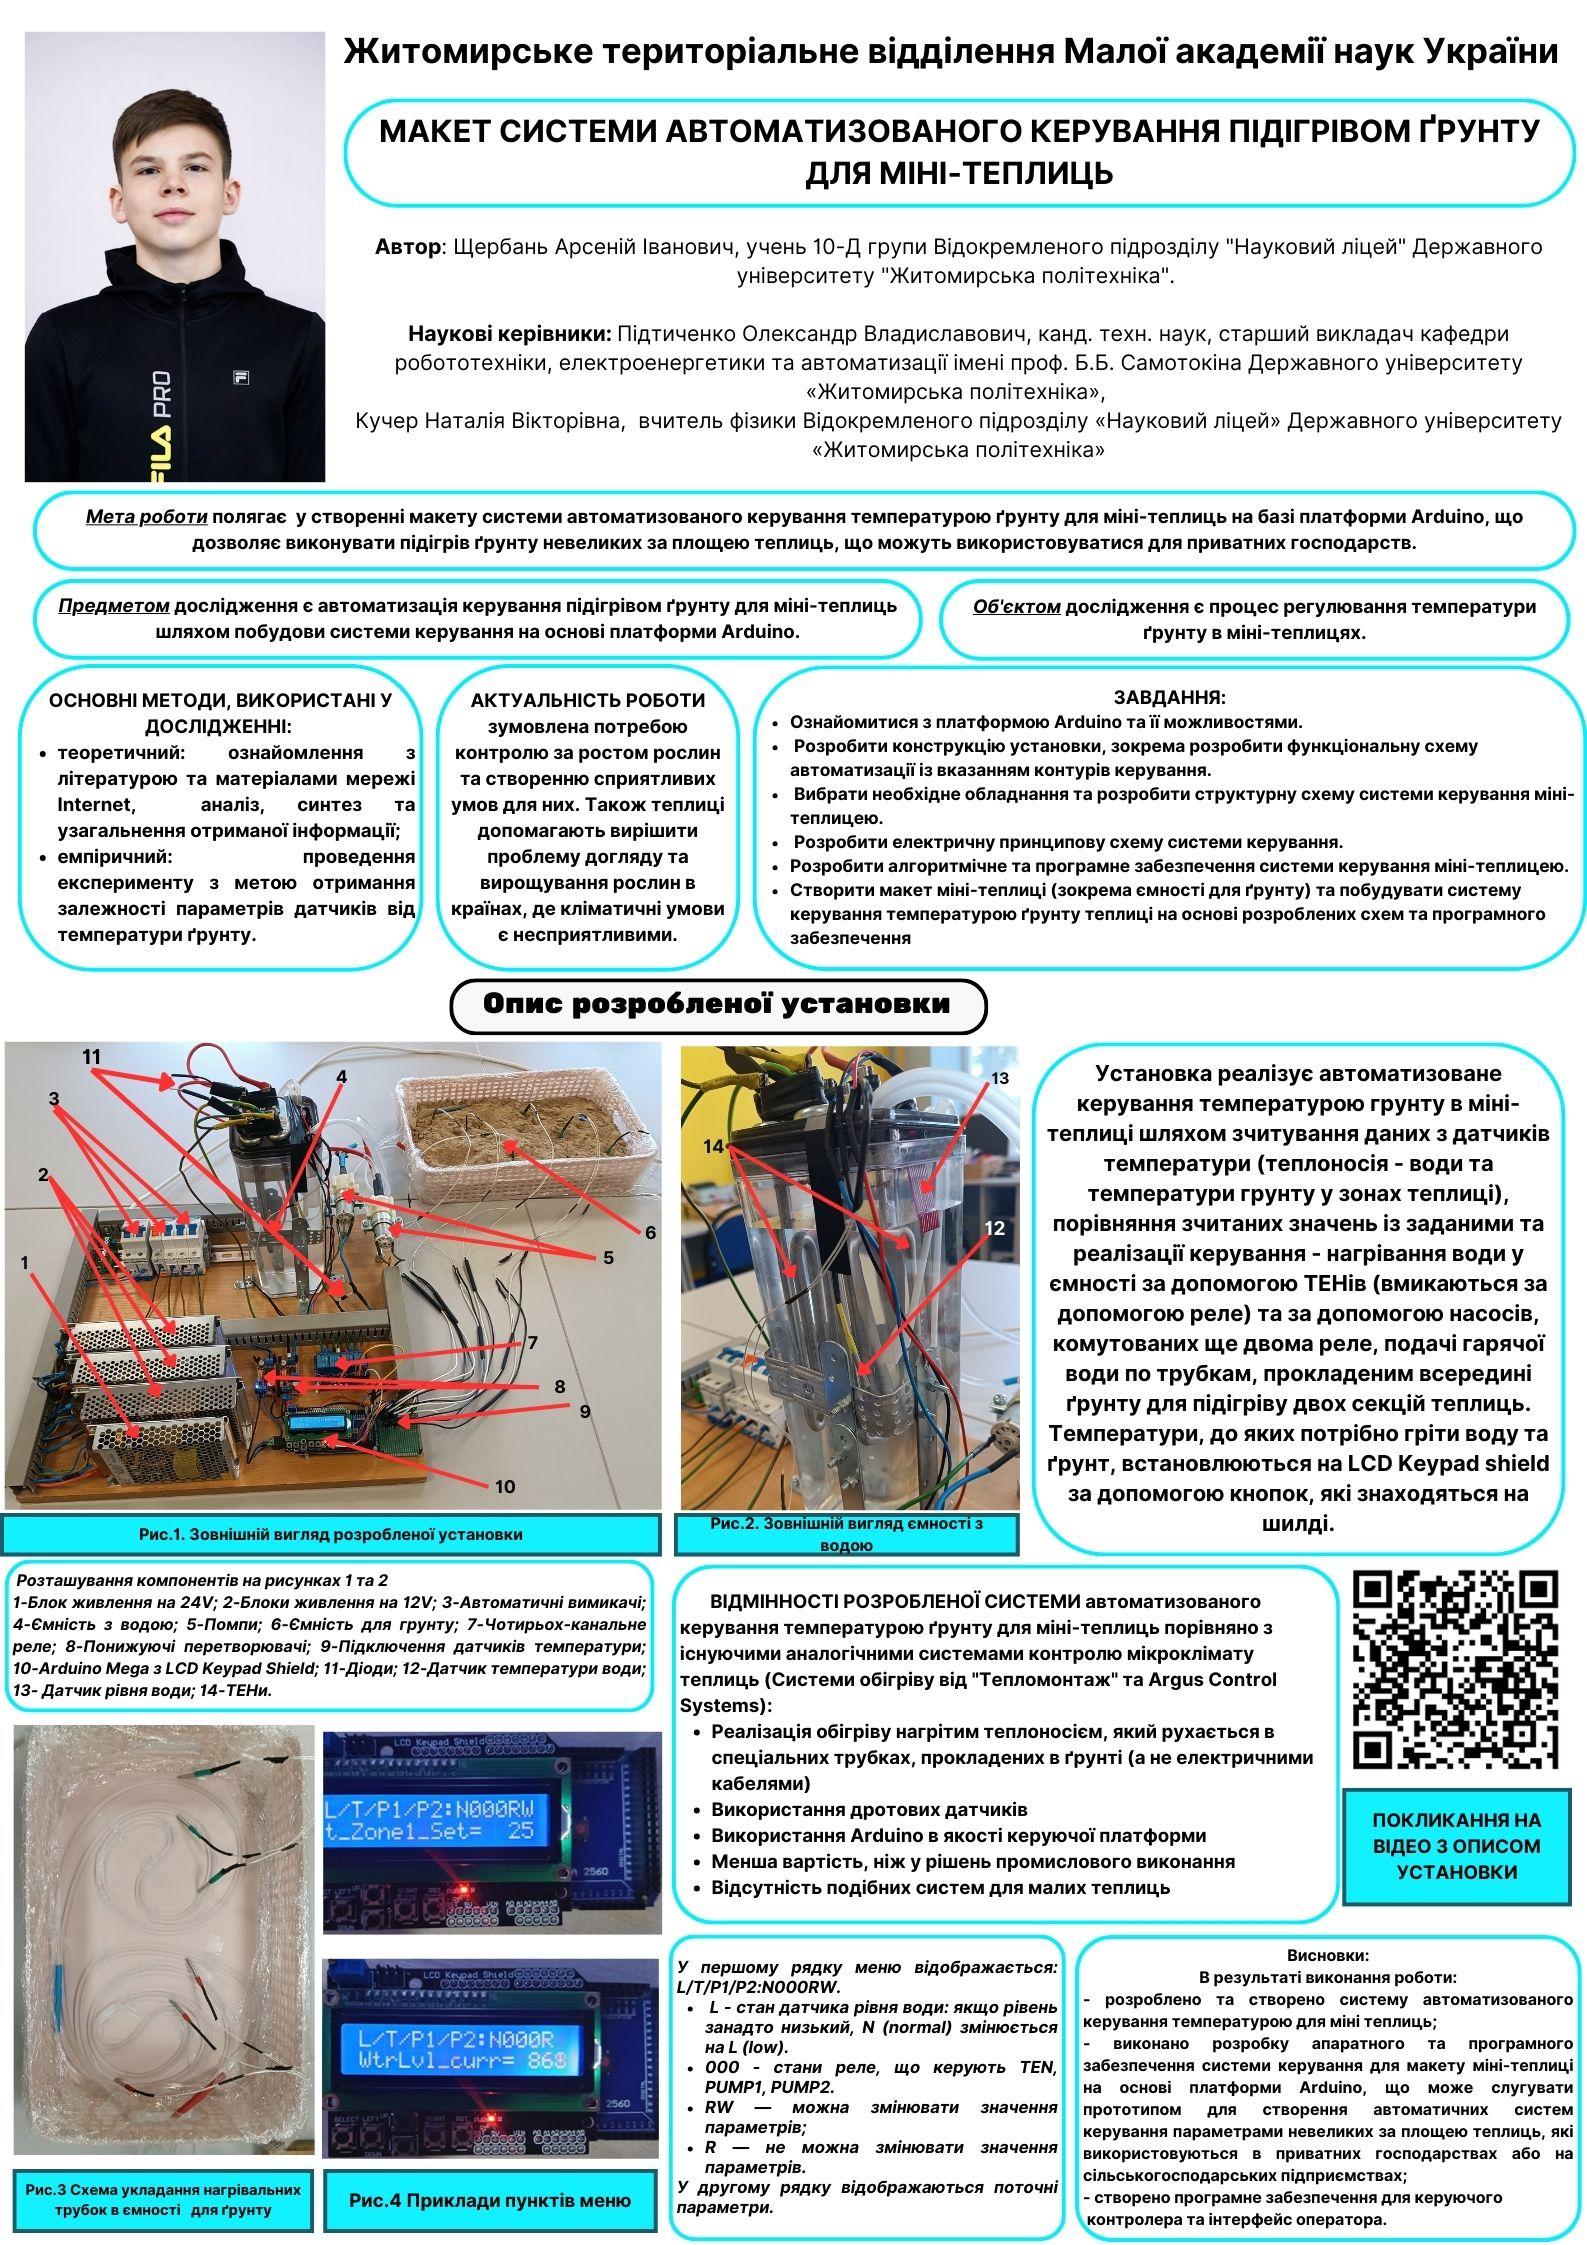 Житомирське територіальне відділення Малої академії наук України
МАКЕТ СИСТЕМИ АВТОМАТИЗОВАНОГО КЕРУВАННЯ ПІДІГРІВОМ ҐРУНТУ
ДЛЯ МІНІ-ТЕПЛИЦЬ
Автор: Щербань Арсеній Іванович, учень 10-Д групи Відокремленого підрозділу "Науковий ліцей" Державного
університету "Житомирська політехніка".
Наукові керівники: Підтиченко Олександр Владиславович, канд. техн. наук, старший викладач кафедри
робототехніки, електроенергетики та автоматизації імені проф. Б.Б. Самотокіна Державного університету
«Житомирська політехніка»,
Кучер Наталія Вікторівна, вчитель фізики Відокремленого підрозділу «Науковий ліцей» Державного університету
«Житомирська політехніка»
FILA PRO
Мета роботи полягає у створенні макету системи автоматизованого керування температурою ґрунту для міні-теплиць на базі платформи Arduino, що
дозволяє виконувати підігрів ґрунту невеликих за площею теплиць, що можуть використовуватися для приватних господарств.
Предметом дослідження є автоматизація керування підігрівом ґрунту для міні-теплиць
шляхом побудови системи керування на основі платформи Arduino.
Об'єктом дослідження є процес регулювання температури
ґрунту в міні-теплицях.
ОСНОВНІ МЕТОДИ, ВИКОРИСТАНІ У
ДОСЛІДЖЕННІ:
• теоретичний: ознайомлення з
літературою та матеріалами мережі
Internet, аналіз, синтез та
узагальнення отриманої інформації;
• емпіричний: проведення
експерименту з метою отримання
залежності параметрів датчиків від
температури ґрунту.
АКТУАЛЬНІСТЬ РОБОТИ
зумовлена потребою
контролю за ростом рослин
та створенню сприятливих
умов для них. Також теплиці
допомагають вирішити
проблему догляду та
вирощування рослин в
країнах, де кліматичні умови
є несприятливими.
ЗАВДАННЯ:
• Ознайомитися з платформою Arduino та її можливостями.
• Розробити конструкцію установки, зокрема розробити функціональну схему
автоматизації із вказанням контурів керування.
• Вибрати необхідне обладнання та розробити структурну схему системи керування міні-
теплицею.
• Розробити електричну принципову схему системи керування.
• Розробити алгоритмічне та програмне забезпечення системи керування міні-теплицею.
• Створити макет міні-теплиці (зокрема ємності для ґрунту) та побудувати систему
керування температурою ґрунту теплиці на основі розроблених схем та програмного
забезпечення
Опис розробленої установки
11
3
2
1
4
6
5
7
8
9
10
13
14
12
Рис.1. Зовнішній вигляд розробленої установки
Рис.2. Зовнішній вигляд ємності з
водою
Установка реалізує автоматизоване
керування температурою грунту в міні-
теплиці шляхом зчитування даних з датчиків
температури (теплоносія - води та
температури грунту у зонах теплиці),
порівняння зчитаних значень із заданими та
реалізації керування - нагрівання води у
ємності за допомогою ТЕНів (вмикаються за
допомогою реле) та за допомогою насосів,
комутованих ще двома реле, подачі гарячої
води по трубкам, прокладеним всередині
ґрунту для підігріву двох секцій теплиць.
Температури, до яких потрібно гріти воду та
ґрунт, встановлюються на LCD Keypad shield
за допомогою кнопок, які знаходяться на
шилді.
Розташування компонентів на рисунках 1 та 2
1-Блок живлення на 24V; 2-Блоки живлення на 12V; 3-Автоматичні вимикачі;
4-Ємність з водою; 5-Помпи; 6-Ємність для грунту; 7-Чотирьох-канальне
реле; 8-Понижуючі перетворювачі; 9-Підключення датчиків температури;
10-Arduino Mega з LCD Keypad Shield; 11-Діоди; 12-Датчик температури води;
13- Датчик рівня води; 14-ТЕНи.
ВІДМІННОСТІ РОЗРОБЛЕНОЇ СИСТЕМИ автоматизованого
керування температурою ґрунту для міні-теплиць порівняно з
існуючими аналогічними системами контролю мікроклімату
теплиць (Системи обігріву від "Тепломонтаж" та Argus Control
Systems):
• Реалізація обігріву нагрітим теплоносієм, який рухається в
спеціальних трубках, прокладених в ґрунті (а не електричними
кабелями)
• Використання дротових датчиків
• Використання Arduino в якості керуючої платформи
• Менша вартість, ніж у рішень промислового виконання
• Відсутність подібних систем для малих теплиць
ПОКЛИКАННЯ НА
ВІДЕО З ОПИСОМ
УСТАНОВКИ
LCD Keypad Shield
L/T/P1/P2:N000RW
t_Zone1_Set= 25
A 2560
RIGHT RST
DOWN
LCD Keypad Shield
L/T/P1/P2:N000R
WtrLvl_curr= 868
2560
SELECT LEFT UP
RIGHT RST
DOWN
Рис.3 Схема укладання нагрівальних
трубок в ємності для ґрунту
Рис.4 Приклади пунктів меню
У першому рядку меню відображається:
L/T/P1/P2:N000RW.
• L - стан датчика рівня води: якщо рівень
занадто низький, N (normal) змінюється
на L (low).
• 000 - стани реле, що керують TEN,
PUMP1, PUMP2.
• RW — можна змінювати значення
параметрів;
• R — не можна змінювати значення
параметрів.
У другому рядку відображаються поточні
параметри.
Висновки:
В результаті виконання роботи:
- розроблено та створено систему автоматизованого
керування температурою для міні теплиць;
- виконано розробку апаратного та програмного
забезпечення системи керування для макету міні-теплиці
на основі платформи Arduino, що може слугувати
прототипом для створення автоматичних систем
керування параметрами невеликих за площею теплиць, які
використовуються в приватних господарствах або на
сільськогосподарських підприємствах;
- створено програмне забезпечення для керуючого
контролера та інтерфейс оператора.